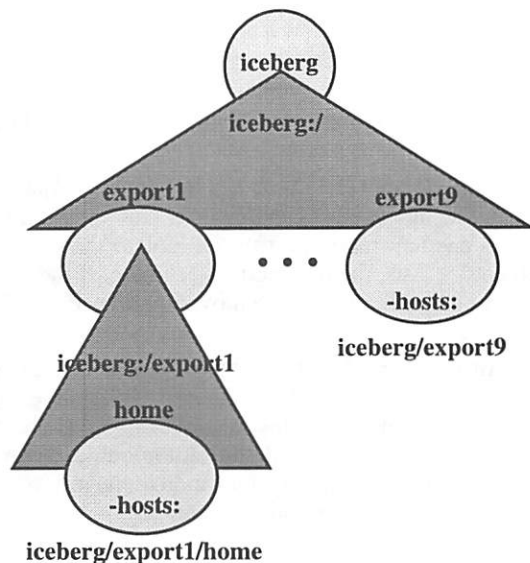 iceberg
iceberg:/
export1
export9
• • •
-hosts:
iceberg/export9
iceberg:/export1
home
-hosts:
iceberg/export1/home